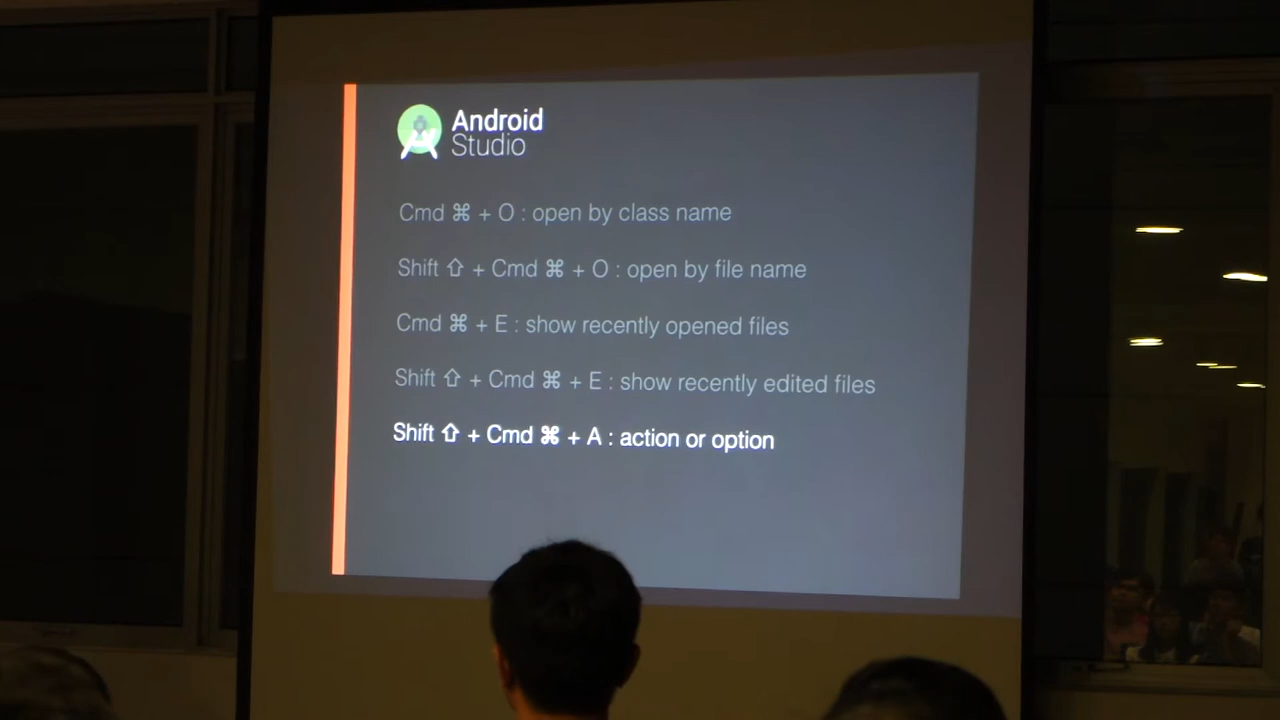 Android
Studio
Cmd ⌘ + O : open by class name
Shift ⇧ + Cmd ⌘ + O : open by file name
Cmd ⌘ + E : show recently opened files
Shift ⇧ + Cmd ⌘ + E : show recently edited files
Shift ⇧ + Cmd ⌘ + A : action or option